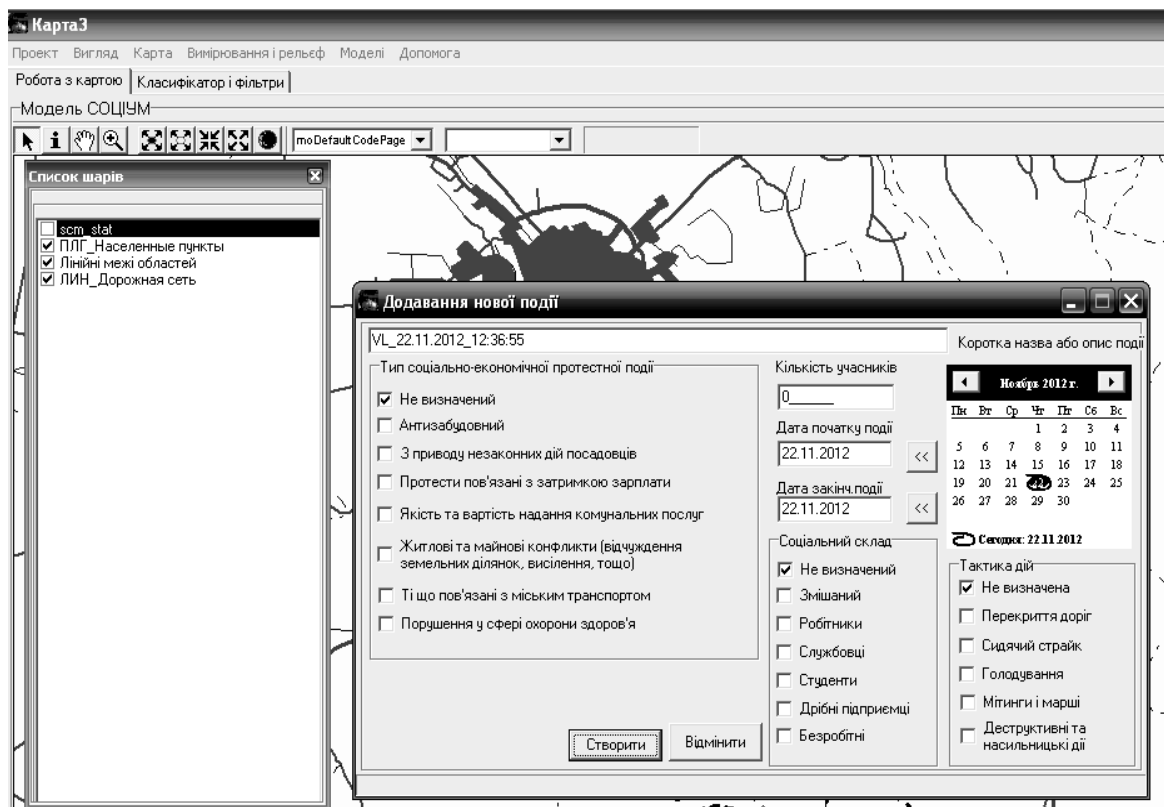 Карта3
Проект Вигляд Карта Вимірювання і рельєф Моделі Допомога
Робота з картою Класифікатор і фільтри
Модель СОЦІУМ
moDefaultCodePage
Список шарів
scm_stat
ПЛГ_Населенные пункты
Лінійні межі областей
ЛИН_Дорожная сеть
Додавання нової події
VL_22.11.2012_12:36:55
Коротка назва або опис події
Тип соціально-економічної протестної події
Не визначений
Антизабудовний
З приводу незаконних дій посадовців
Протести пов'язані з затримкою зарплати
Якість та вартість надання комунальних послуг
Житлові та майнові конфликти (відчуждення
земельних ділянок, висілення, тощо)
Ті що пов'язані з міським транспортом
Порушення у сфері охорони здоров'я
Кількість учасників
0______
Дата початку події
22.11.2012 <<
Дата закінч.події
22.11.2012 <<
Ноябрь 2012 г.
Пн Вт Ср Чт Пт Сб Вс
1 2 3 4
5 6 7 8 9 10 11
12 13 14 15 16 17 18
19 20 21 22 23 24 25
26 27 28 29 30
Сегодня: 22.11.2012
Соціальний склад
Не визначений
Змішаний
Робітники
Службовці
Студенти
Дрібні підприємці
Безробітні
Тактика дій
Не визначена
Перекриття доріг
Сидячий страйк
Голодування
Мітинги і марші
Деструктивні та
насильницькі дії
Створити Відмінити